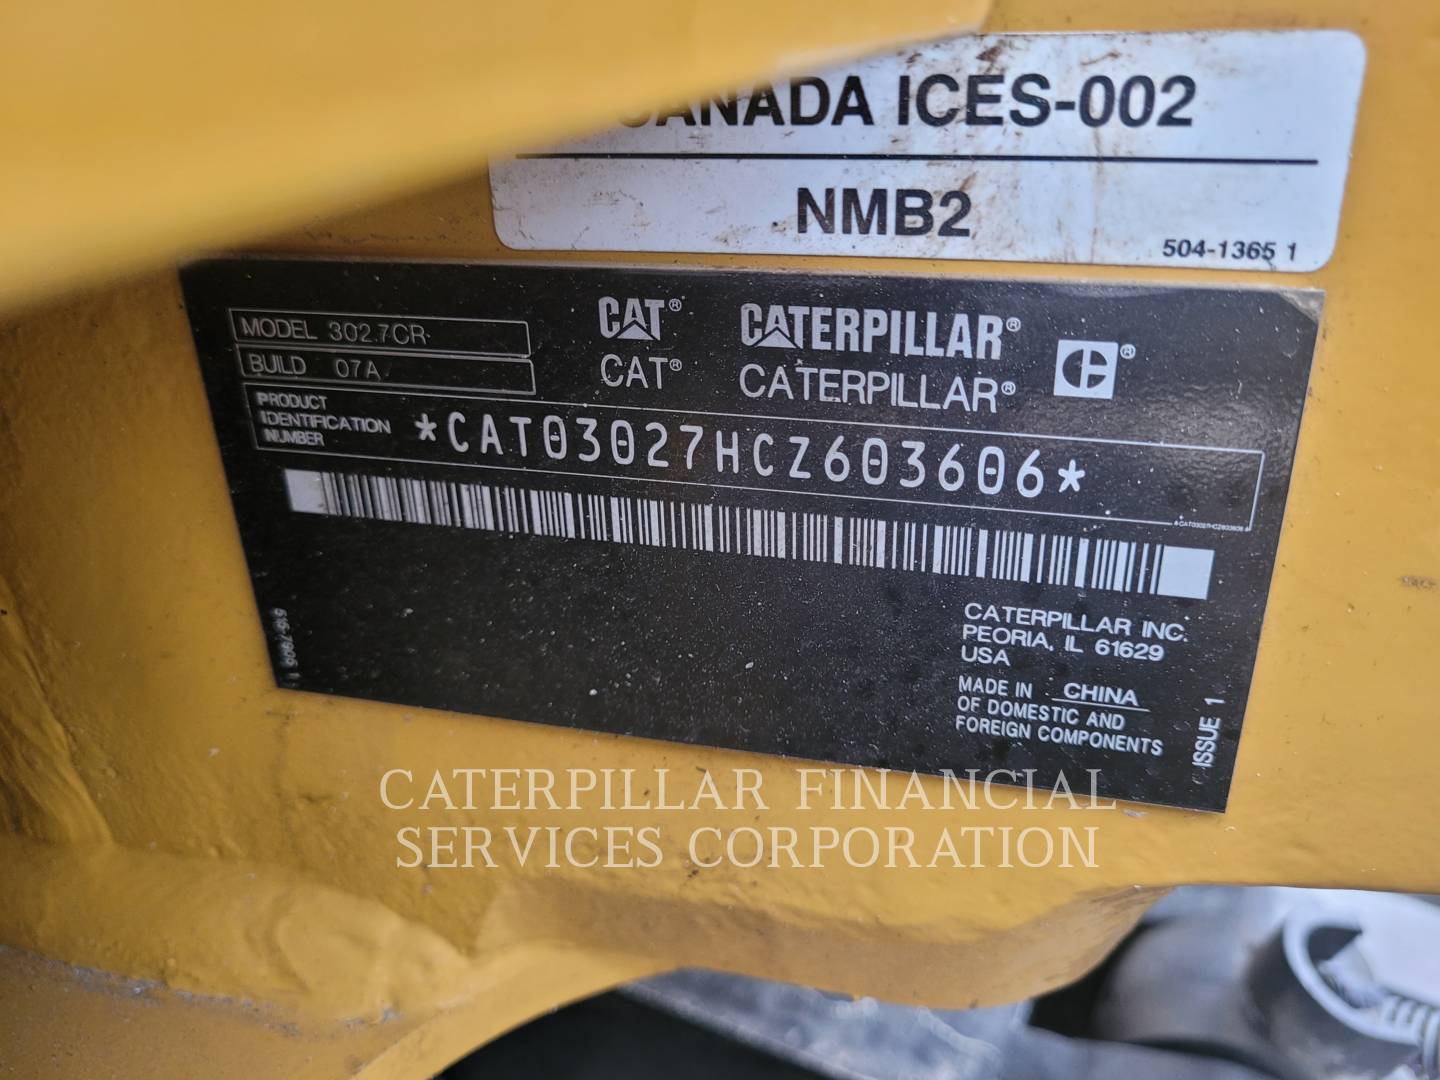 CANADA ICES-002
NMB2
504-1365 1
MODEL 302.7CR
BUILD 07A
CAT® CATERPILLAR®
CAT® CATERPILLAR®
PRODUCT
IDENTIFICATION
NUMBER
*CAT03027HCZ603606*
*CAT03027HCZ603606*
CATERPILLAR INC.
PEORIA, IL 61629
USA
MADE IN CHINA
OF DOMESTIC AND
FOREIGN COMPONENTS
ISSUE 1
CATERPILLAR FINANCIAL
SERVICES CORPORATION